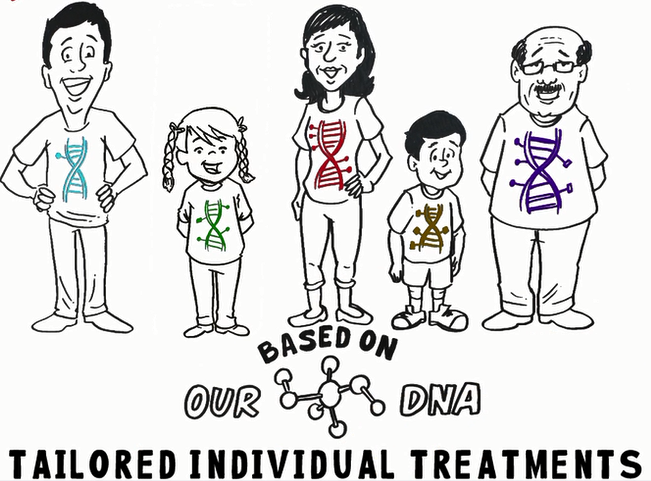 BASED ON
OUR DNA
TAILORED INDIVIDUAL TREATMENTS